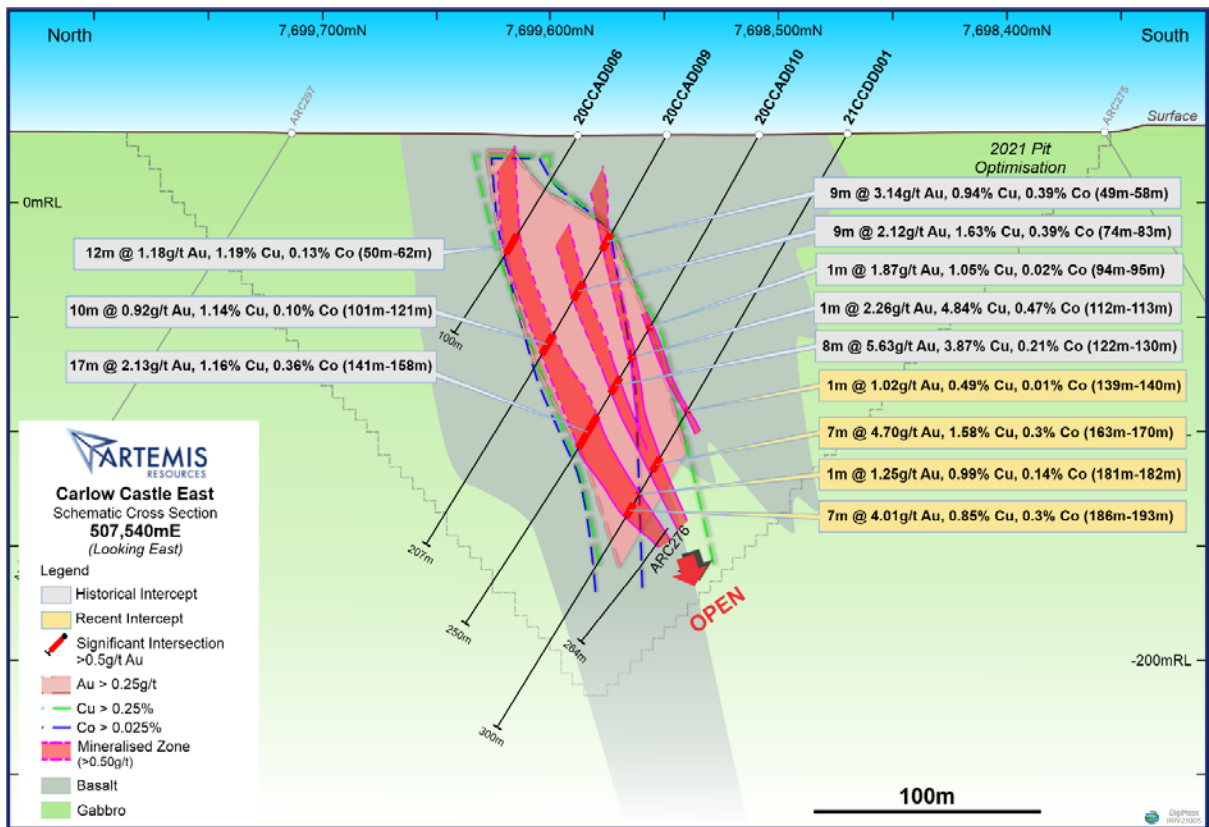 North
7,699,700mN
7,699,600mN
7,698,500mN
7,698,400mN
South
ARC297
20CCAD006
20CCAD009
20CCAD010
21CCDD001
ARC275
Surface
2021 Pit
Optimisation
0mRL
9m @ 3.14g/t Au, 0.94% Cu, 0.39% Co (49m-58m)
9m @ 2.12g/t Au, 1.63% Cu, 0.39% Co (74m-83m)
12m @ 1.18g/t Au, 1.19% Cu, 0.13% Co (50m-62m)
1m @ 1.87g/t Au, 1.05% Cu, 0.02% Co (94m-95m)
10m @ 0.92g/t Au, 1.14% Cu, 0.10% Co (101m-121m)
1m @ 2.26g/t Au, 4.84% Cu, 0.47% Co (112m-113m)
100m
8m @ 5.63g/t Au, 3.87% Cu, 0.21% Co (122m-130m)
17m @ 2.13g/t Au, 1.16% Cu, 0.36% Co (141m-158m)
1m @ 1.02g/t Au, 0.49% Cu, 0.01% Co (139m-140m)
7m @ 4.70g/t Au, 1.58% Cu, 0.3% Co (163m-170m)
1m @ 1.25g/t Au, 0.99% Cu, 0.14% Co (181m-182m)
7m @ 4.01g/t Au, 0.85% Cu, 0.3% Co (186m-193m)
ARC276
207m
OPEN
250m
264m
300m
-200mRL
ARTEMIS
RESOURCES
Carlow Castle East
Schematic Cross Section
507,540mE
(Looking East)
Legend
Historical Intercept
Recent Intercept
Significant Intersection
>0.5g/t Au
Au > 0.25g/t
Cu > 0.25%
Co > 0.025%
Mineralised Zone
(>0.50g/t)
Basalt
Gabbro
100m
DigiMaps